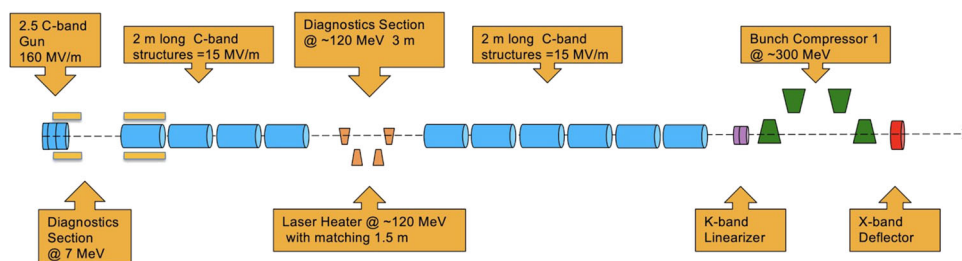 2.5 C-band
Gun
160 MV/m
2 m long C-band
structures =15 MV/m
Diagnostics Section
@ ~120 MeV 3 m
2 m long C-band
structures =15 MV/m
Bunch Compressor 1
@ ~300 MeV
Diagnostics
Section
@ 7 MeV
Laser Heater @ ~120 MeV
with matching 1.5 m
K-band
Linearizer
X-band
Deflector